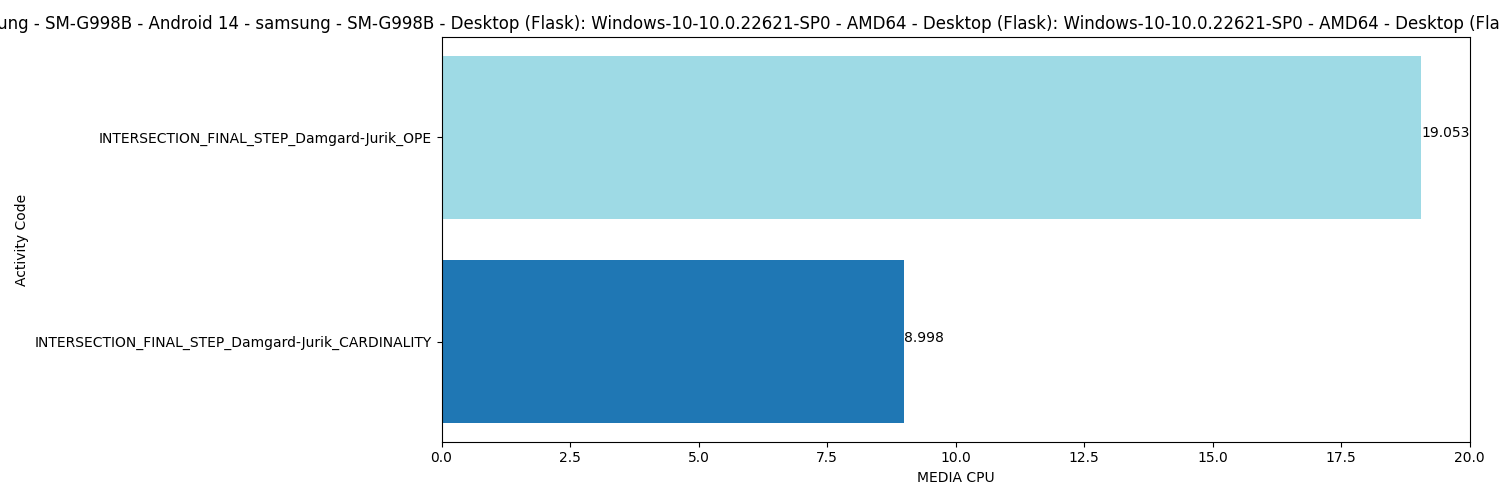 - SM-G998B - Android 14 - samsung - SM-G998B - Desktop (Flask): Windows-10-10.0.22621-SP0 - AMD64 - Desktop (Flask): Windows-10-10.0.22621-SP0 - AMD64 - Desktop
INTERSECTION_FINAL_STEP_Damgard-Jurik_OPE
19.053
Activity Code
INTERSECTION_FINAL_STEP_Damgard-Jurik_CARDINALITY
8.998
0.0 2.5 5.0 7.5 10.0 12.5 15.0 17.5 20.0
MEDIA CPU